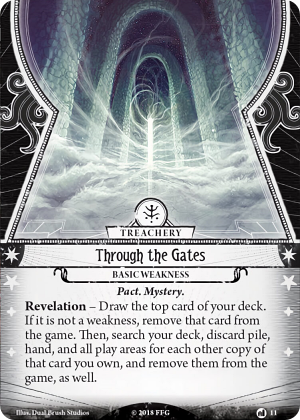 TREACHERY
Through the Gates
BASIC WEAKNESS
Pact. Mystery.
Revelation – Draw the top card of your deck.
If it is not a weakness, remove that card from
the game. Then, search your deck, discard pile,
hand, and all play areas for each other copy of
that card you own, and remove them from the
game, as well.
Illus. Dual Brush Studios © 2018 FFG 11